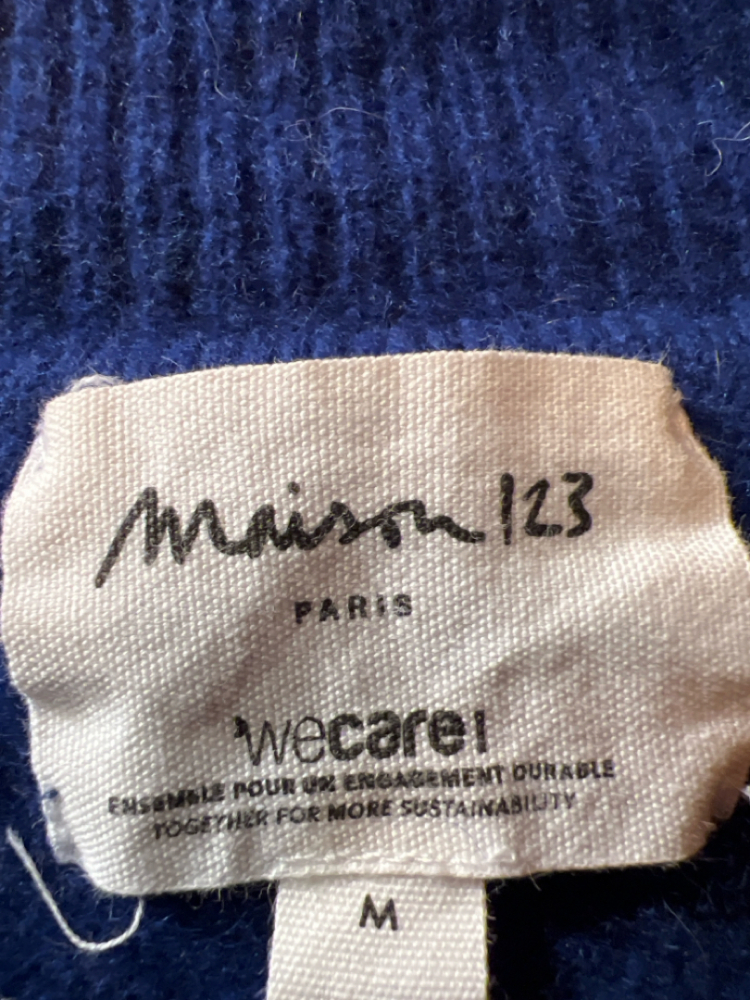 Maison 123
PARIS
wecare!
ENSEMBLE POUR UN ENGAGEMENT DURABLE
TOGETHER FOR MORE SUSTAINABILITY
M